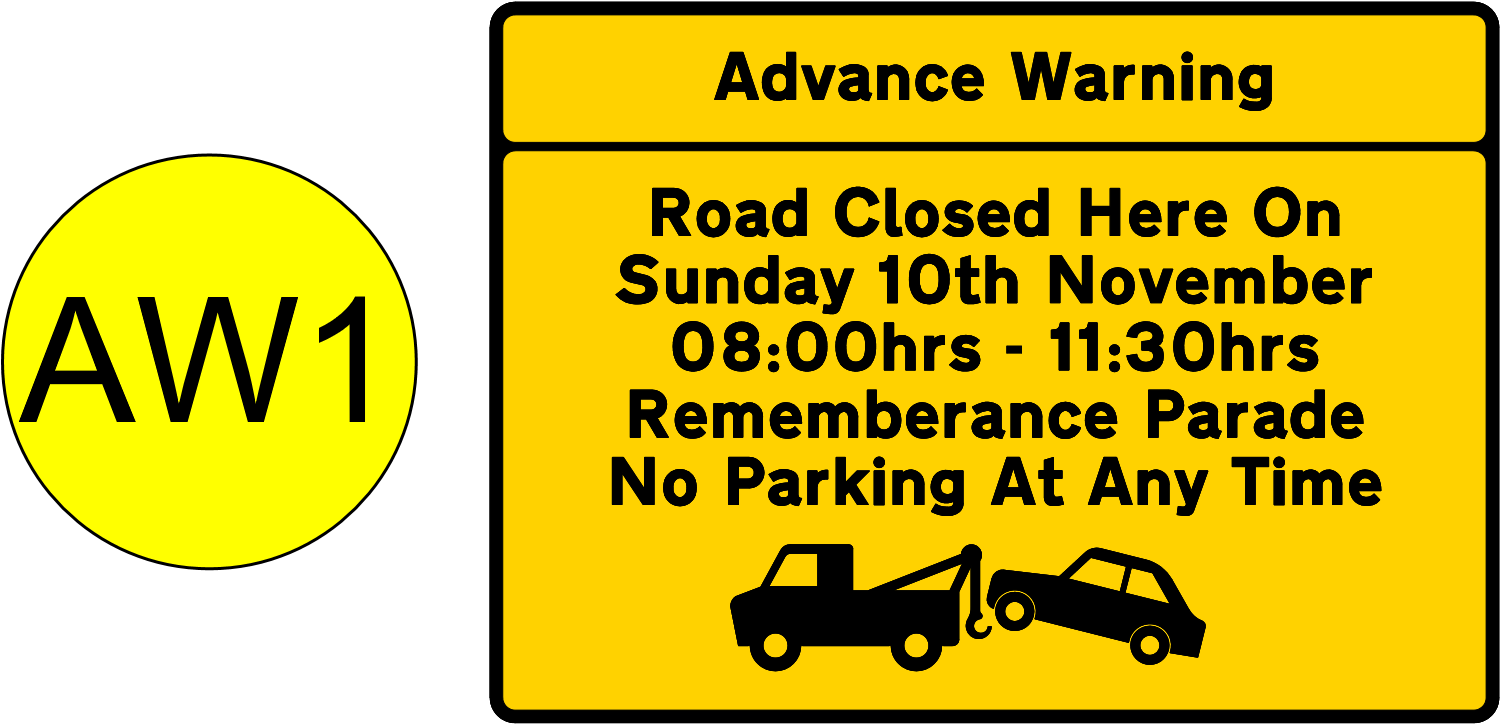 AW1
Advance Warning
Road Closed Here On
Sunday 10th November
08:00hrs - 11:30hrs
Rememberance Parade
No Parking At Any Time